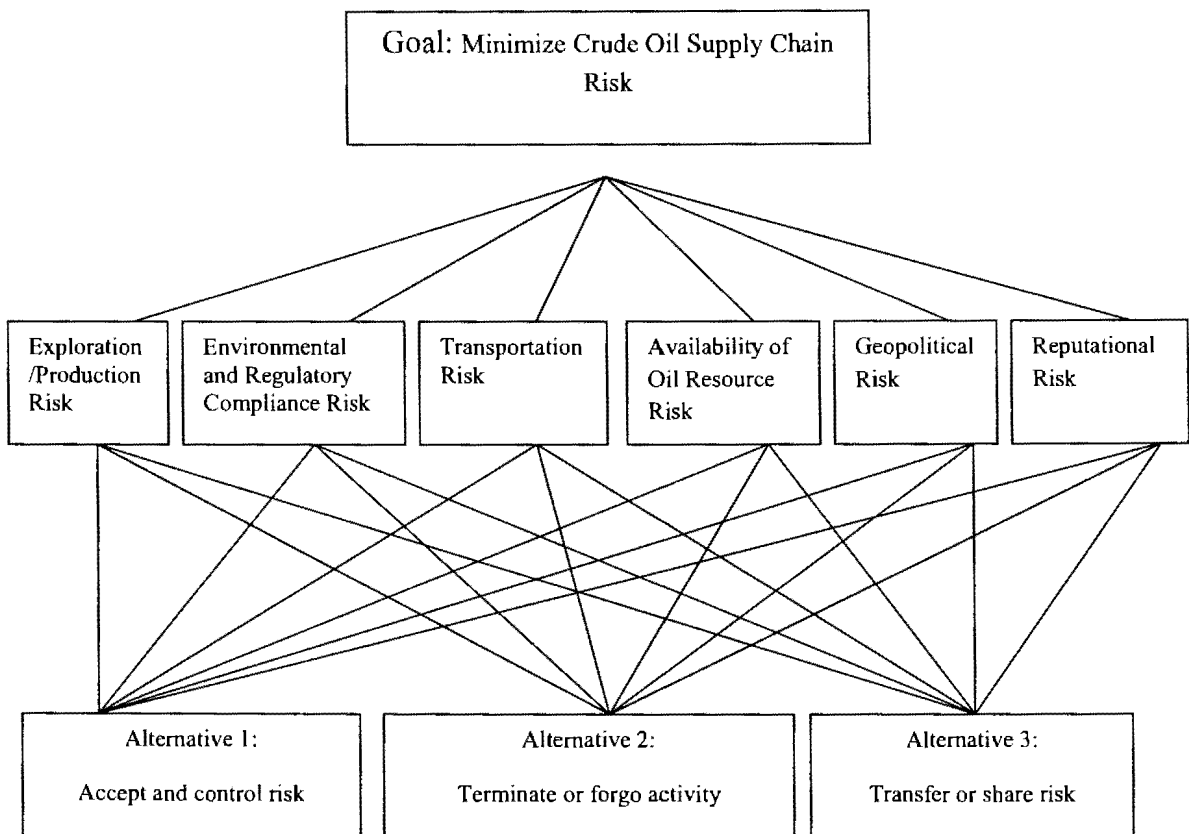 Goal: Minimize Crude Oil Supply Chain
Risk
Exploration
/Production
Risk
Environmental
and Regulatory
Compliance Risk
Transportation
Risk
Availability of
Oil Resource
Risk
Geopolitical
Risk
Reputational
Risk
Alternative 1:
Accept and control risk
Alternative 2:
Terminate or forgo activity
Alternative 3:
Transfer or share risk